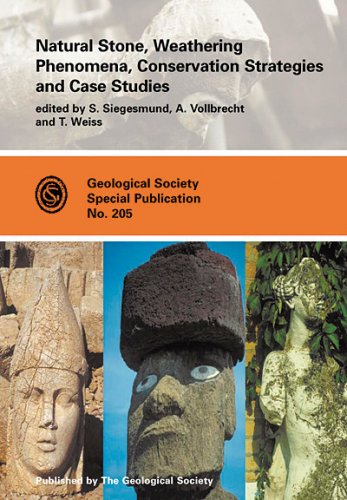 Natural Stone, Weathering
Phenomena, Conservation Strategies
and Case Studies
edited by S. Siegesmund, A. Vollbrecht
and T. Weiss
Geological Society
Special Publication
No. 205
Published by The Geological Society